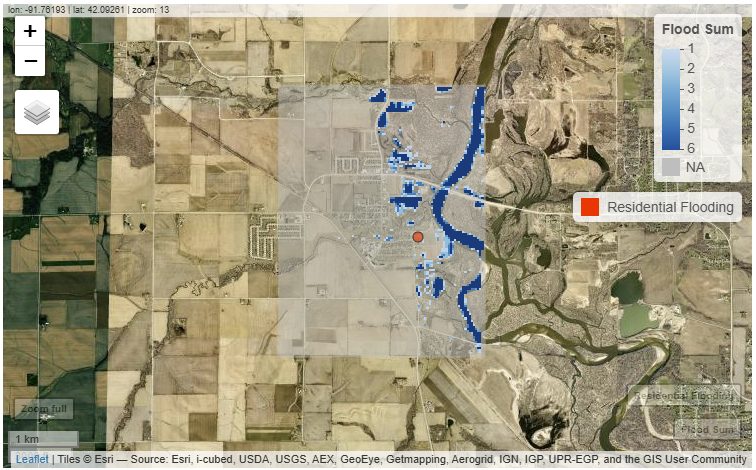 lon: -91.76193 | lat: 42.09261 | zoom: 13
+
−
Flood Sum
1
2
3
4
5
6
NA
Residential Flooding
Zoom full
Residential Flooding
Flood Sum
1 km
Leaflet | Tiles © Esri — Source: Esri, i-cubed, USDA, USGS, AEX, GeoEye, Getmapping, Aerogrid, IGN, IGP, UPR-EGP, and the GIS User Community